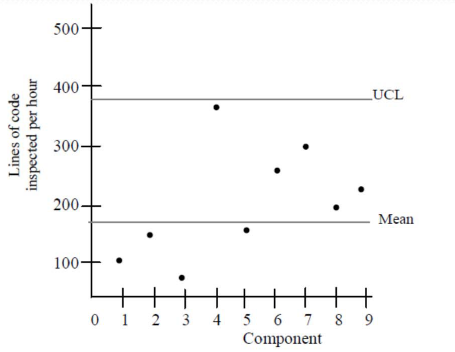 500
400
UCL
Lines of code
inspected per hour
300
200
Mean
100
0 1 2 3 4 5 6 7 8 9
Component